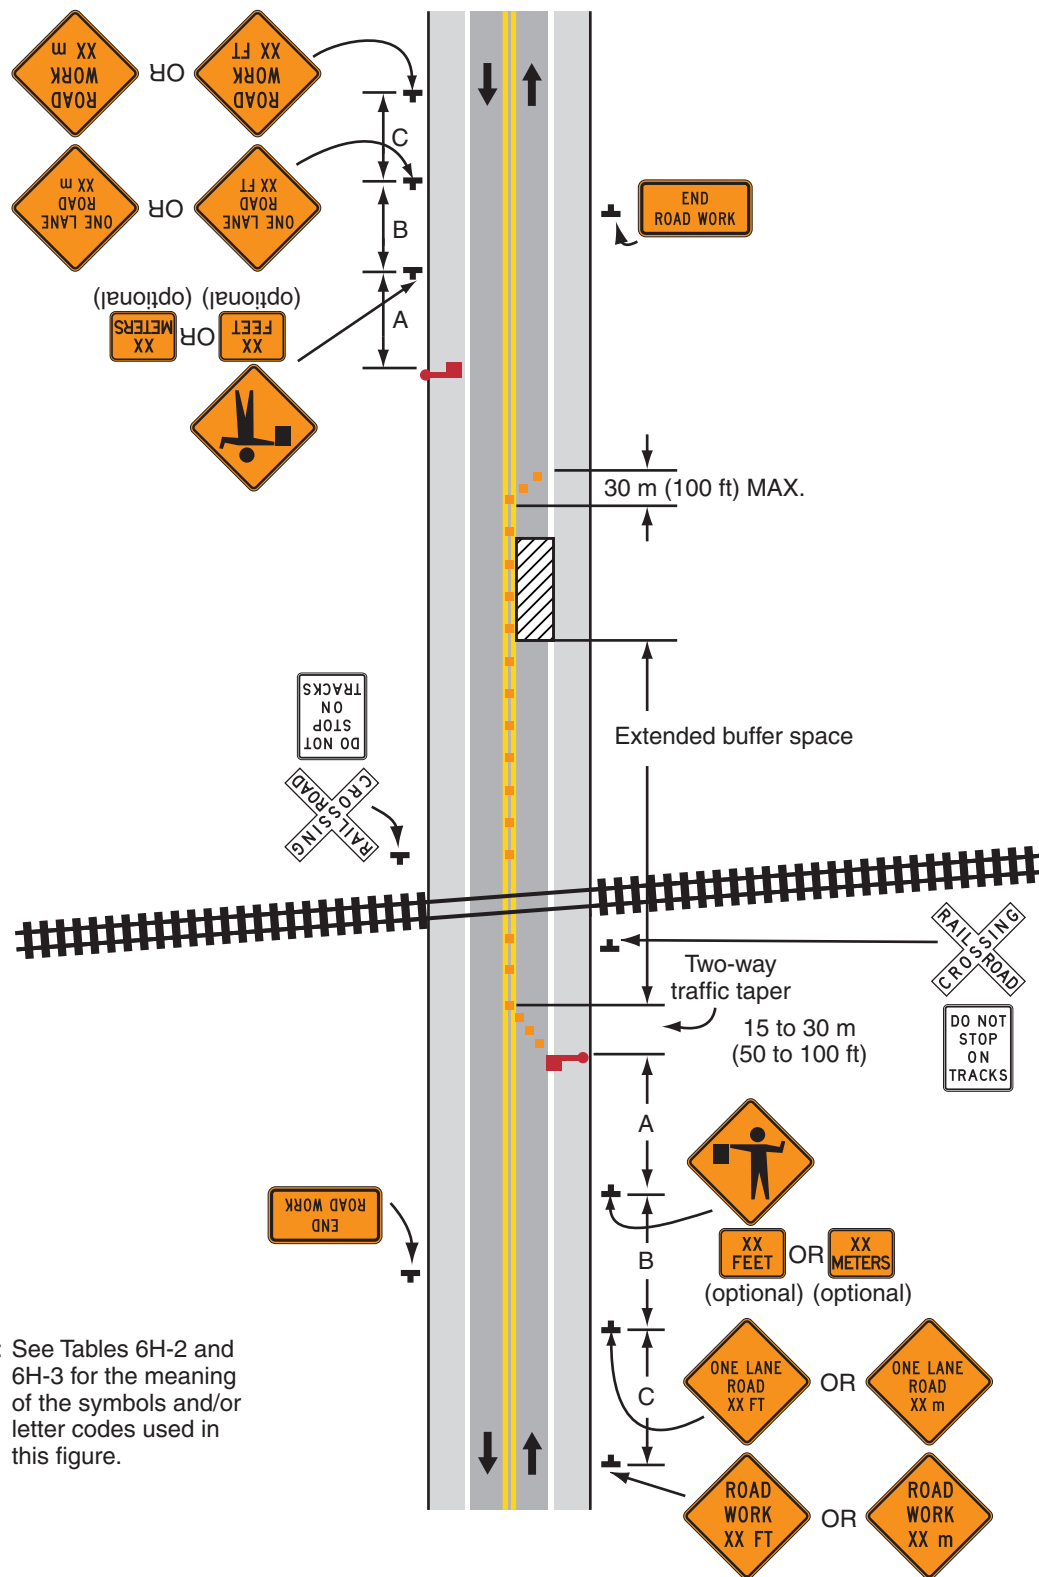 ROAD
WORK
XX m
OR
ROAD
WORK
XX FT
C
ONE LANE
ROAD
XX m
OR
ONE LANE
ROAD
XX FT
B
END
ROAD WORK
(optional)
(optional)
XX
METERS
OR
XX
FEET
A
30 m (100 ft) MAX.
DO NOT
STOP
ON
TRACKS
RAILROAD
CROSSING
Extended buffer space
RAILROAD
CROSSING
Two-way
traffic taper
15 to 30 m
(50 to 100 ft)
DO NOT
STOP
ON
TRACKS
A
END
ROAD WORK
B
XX
FEET
OR
XX
METERS
(optional)
(optional)
: See Tables 6H-2 and
6H-3 for the meaning
of the symbols and/or
letter codes used in
this figure.
C
ONE LANE
ROAD
XX FT
OR
ONE LANE
ROAD
XX m
ROAD
WORK
XX FT
OR
ROAD
WORK
XX m